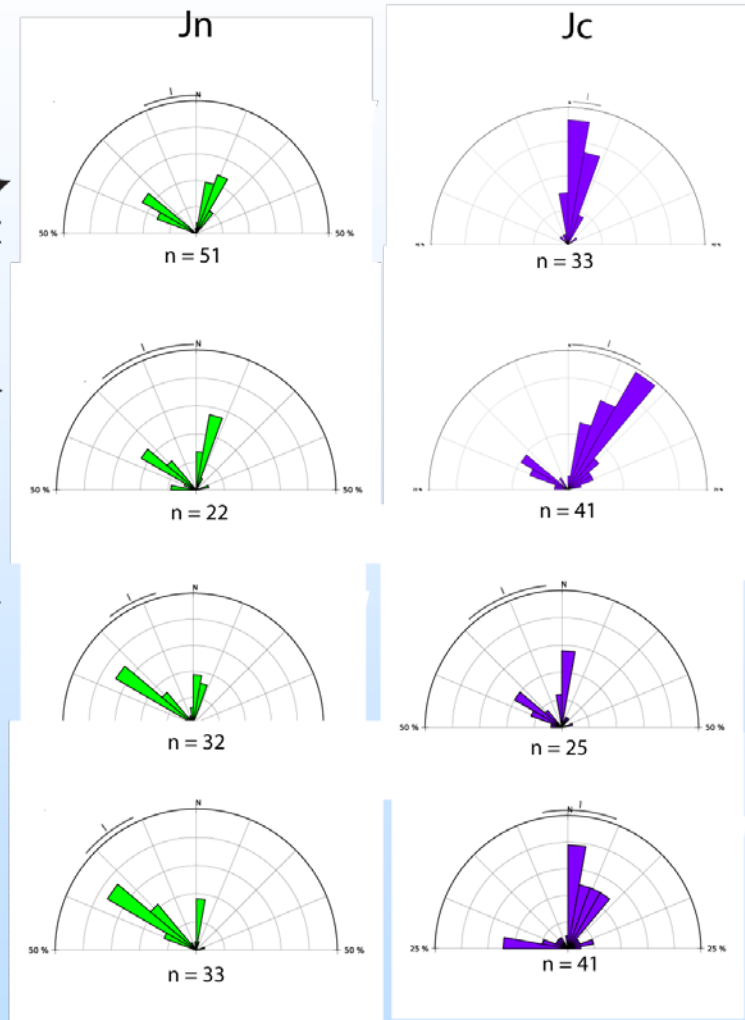 Jn Jc
N
50 % 50 %
n = 51
n = 33
N
50 % 50 %
n = 22
n = 41
N
n = 32
N
50 % 50 %
n = 25
N
50 % 50 %
n = 33
N
25 % 25 %
n = 41